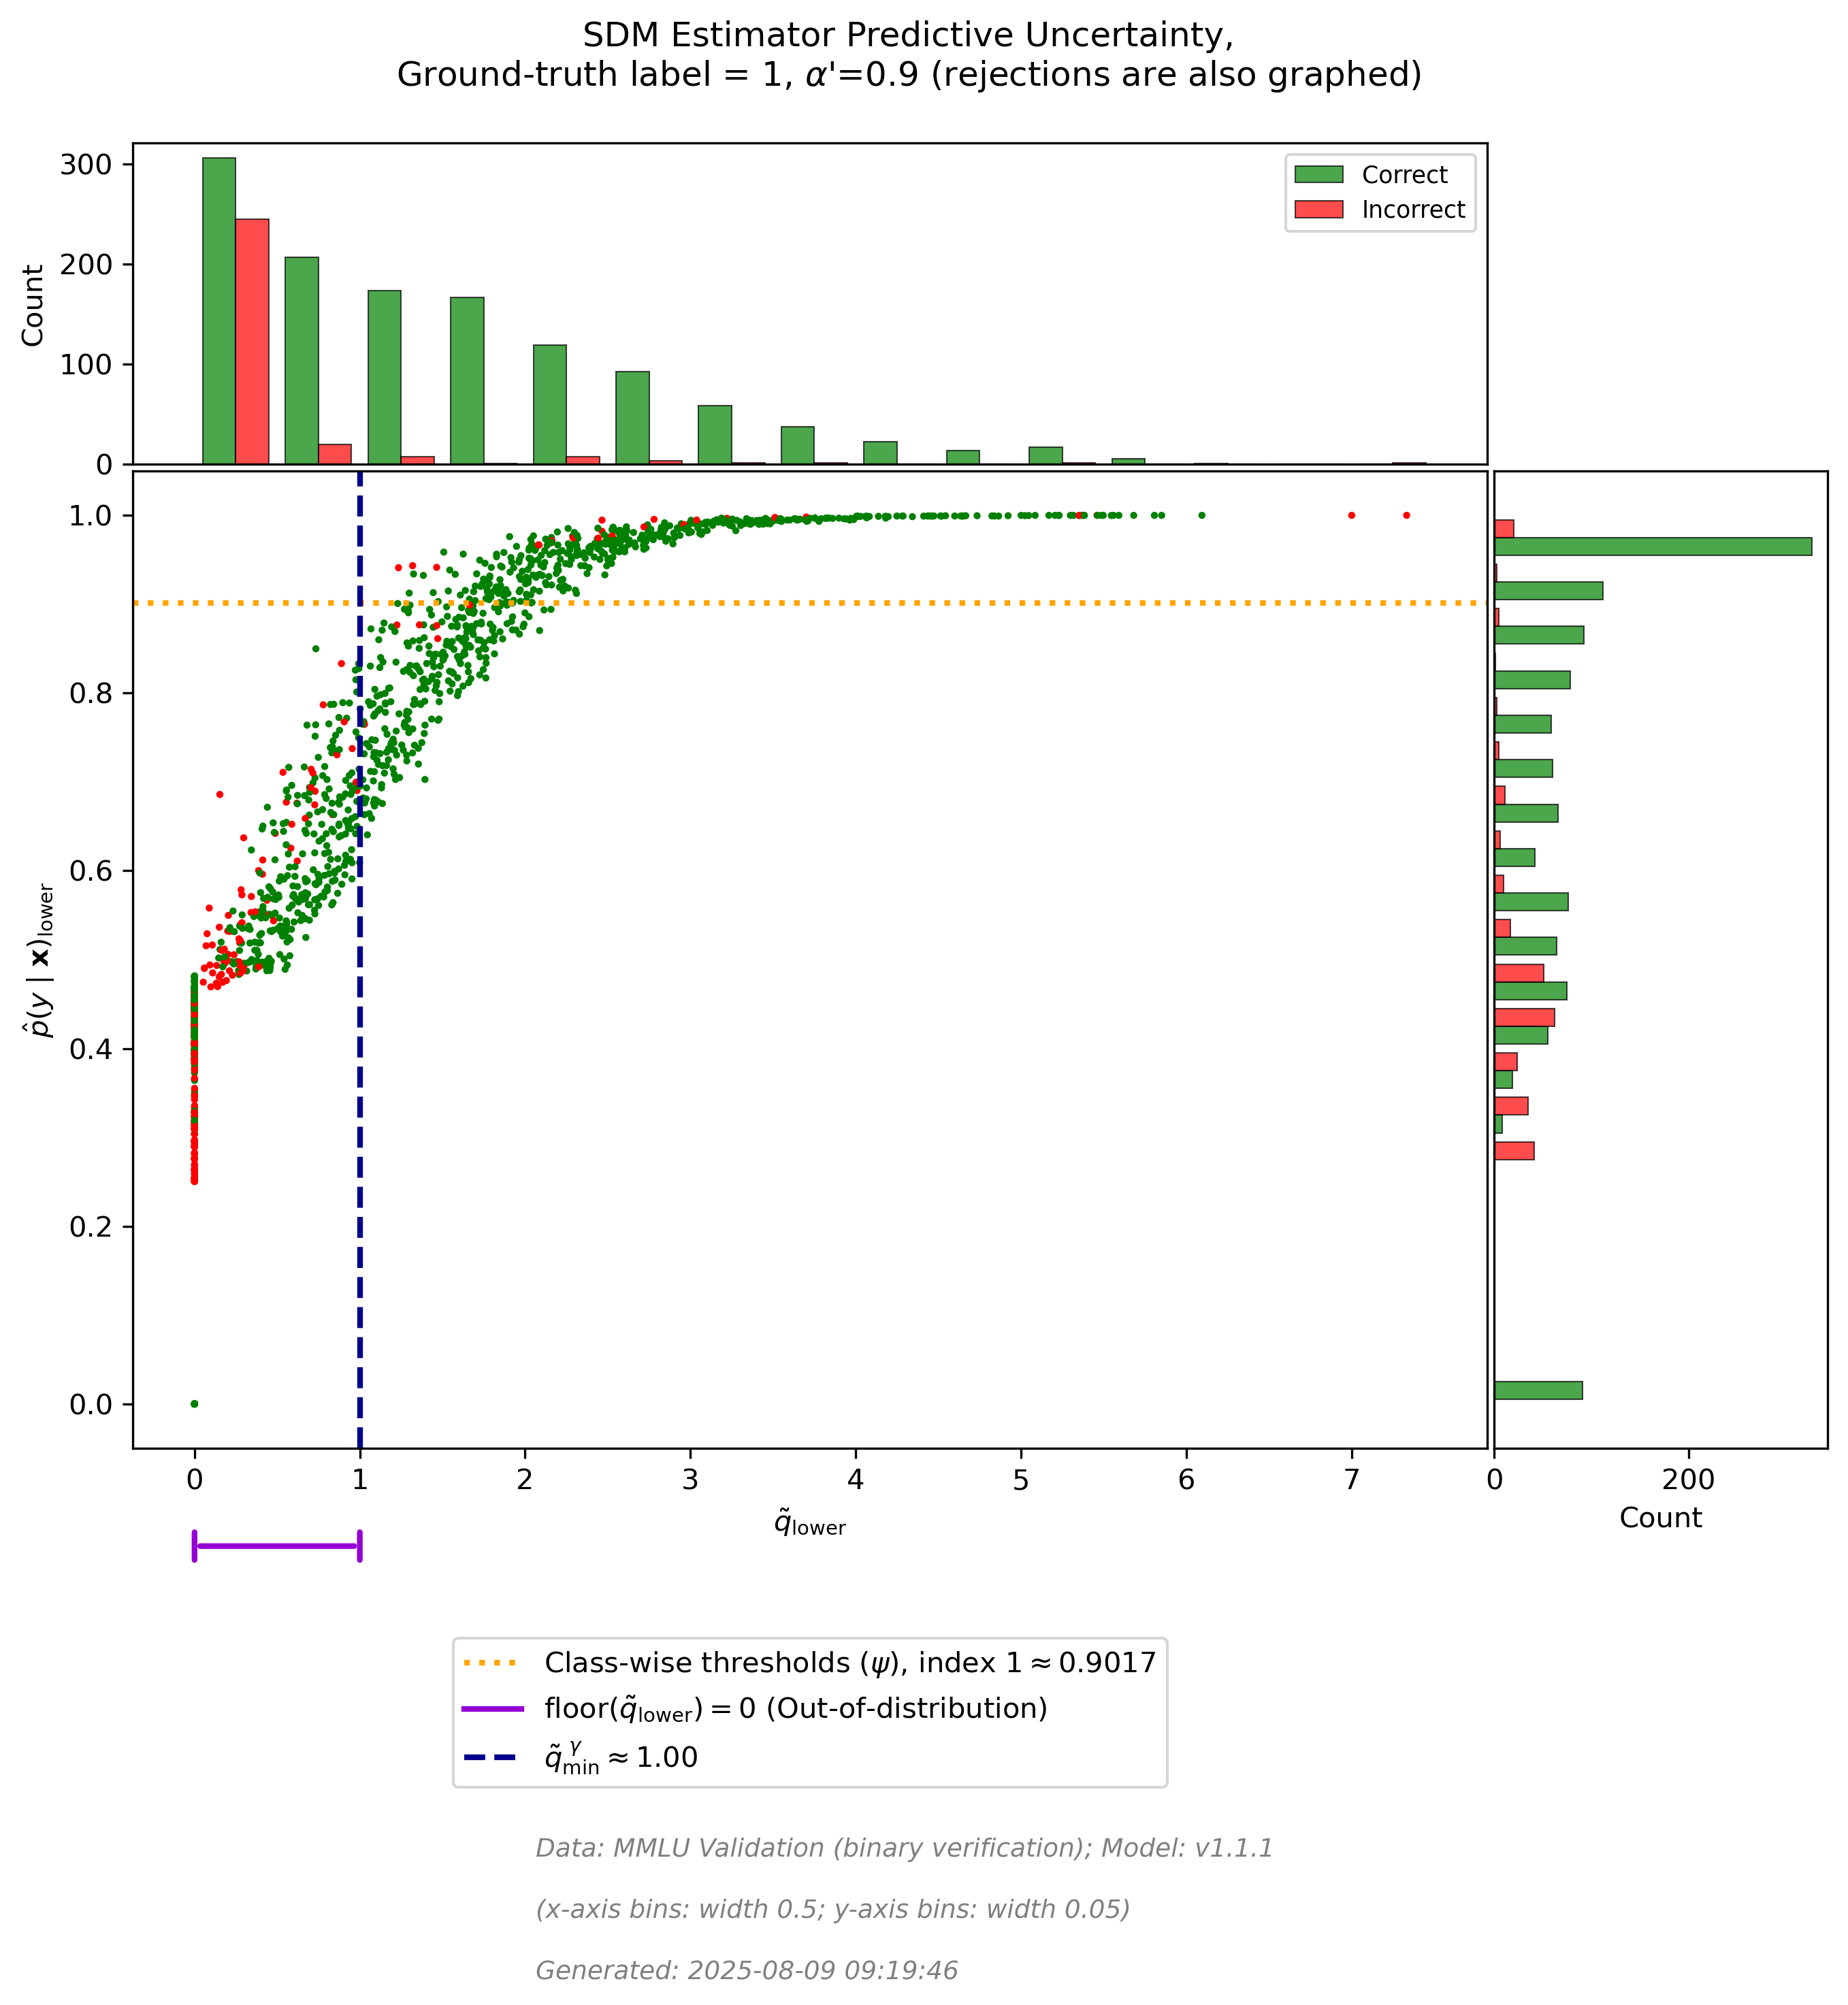 SDM Estimator Predictive Uncertainty,
Ground-truth label = 1, α'=0.9 (rejections are also graphed)
300
200
100
0
Count
Correct
Incorrect
1.0
0.8
0.6
0.4
0.2
0.0
p̂(y | x)lower
0 1 2 3 4 5 6 7
q̃lower
0 200
Count
Class-wise thresholds (ψ), index 1 ≈ 0.9017
floor(q̃lower) = 0 (Out-of-distribution)
q̃γmin ≈ 1.00
Data: MMLU Validation (binary verification); Model: v1.1.1
(x-axis bins: width 0.5; y-axis bins: width 0.05)
Generated: 2025-08-09 09:19:46